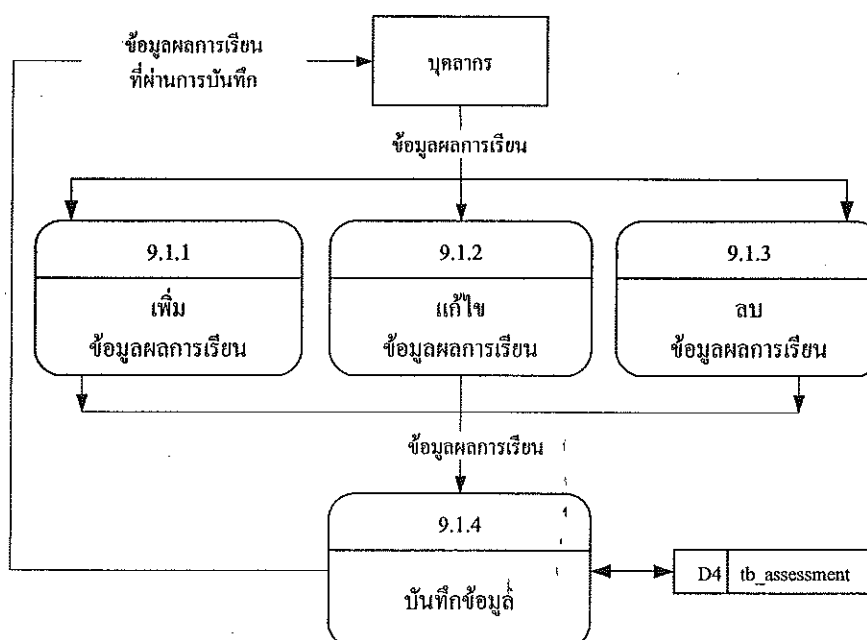 ข้อมูลผลการเรียน
ที่ผ่านการบันทึก
บุคลากร
ข้อมูลผลการเรียน
9.1.1
เพิ่ม
ข้อมูลผลการเรียน
9.1.2
แก้ไข
ข้อมูลผลการเรียน
9.1.3
ลบ
ข้อมูลผลการเรียน
ข้อมูลผลการเรียน
9.1.4
บันทึกข้อมูล
D4 tb_assessment